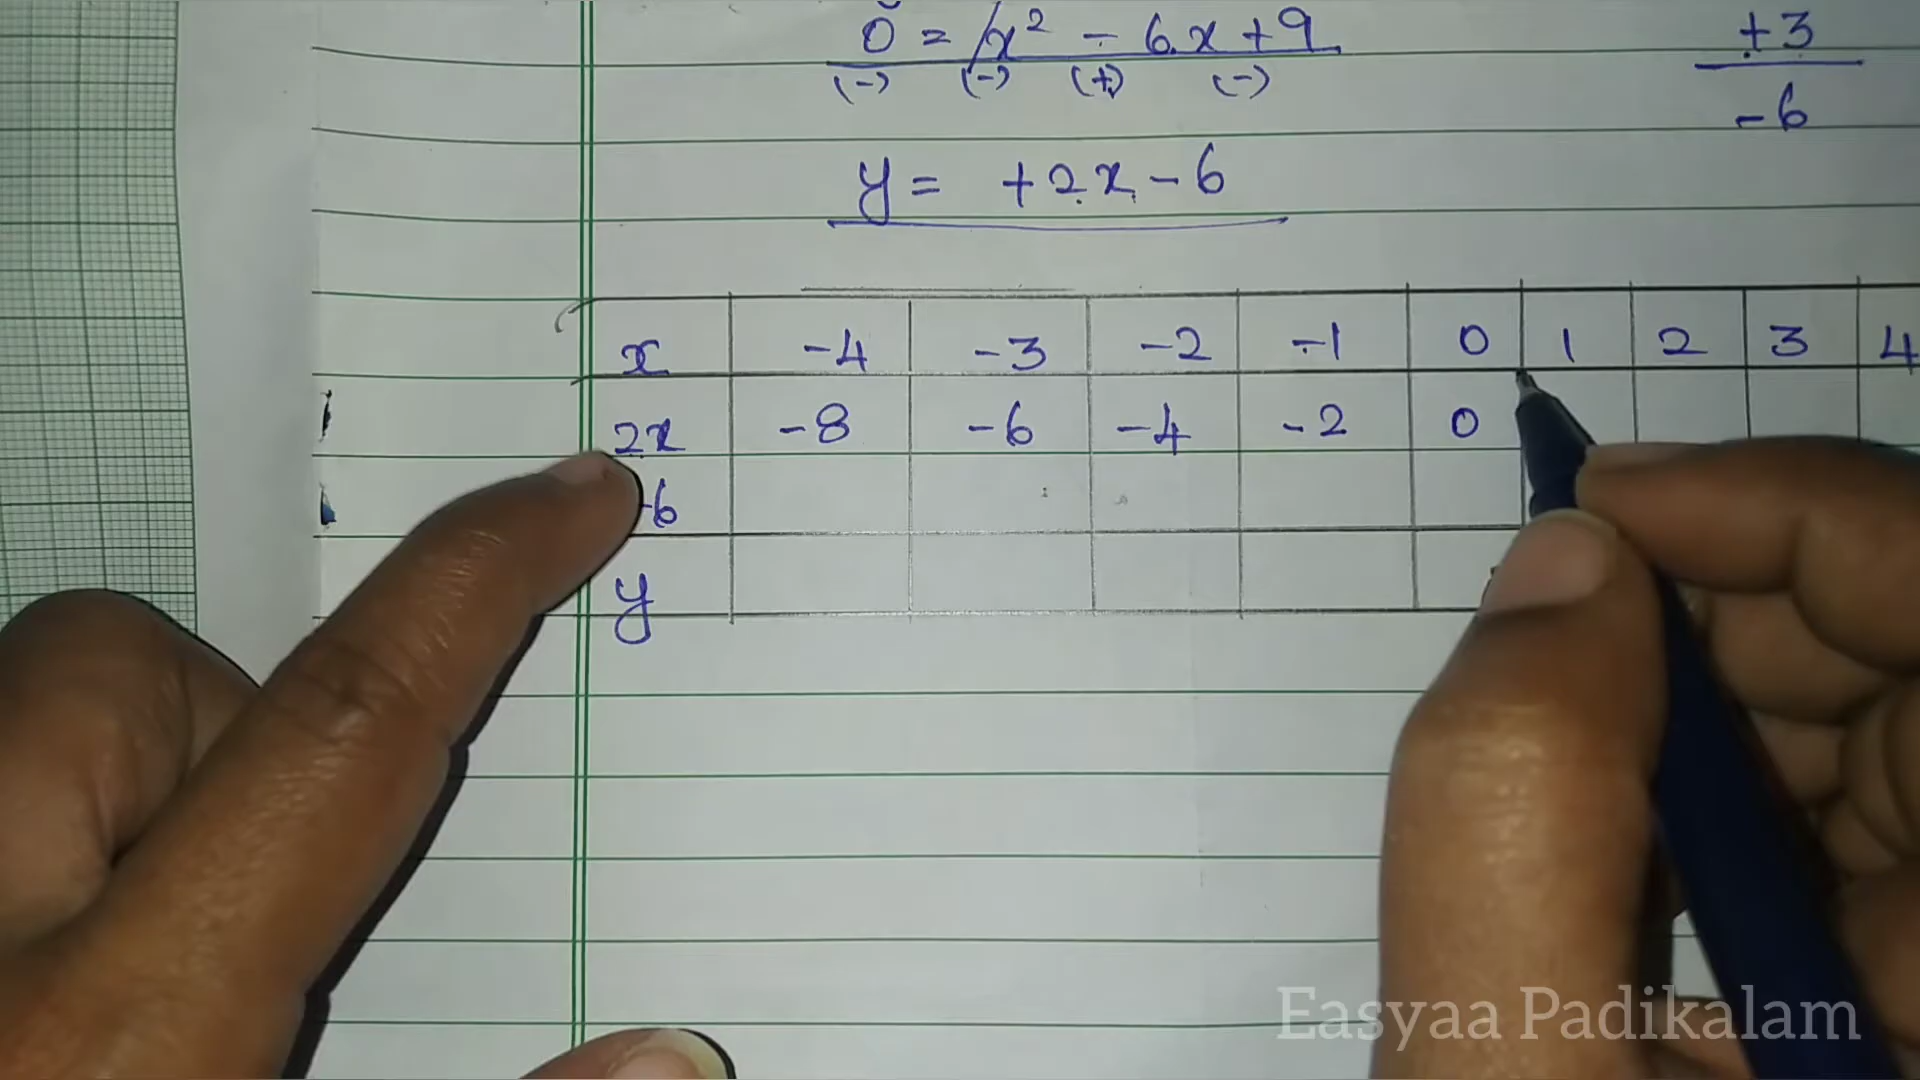 0 = x² - 6x + 9
(-) (-) (+) (-)
+3
-6
y = +2x - 6
x -4 -3 -2 -1 0 1 2 3 4
2x -8 -6 -4 -2 0
-6
y
Easyaa Padikalam